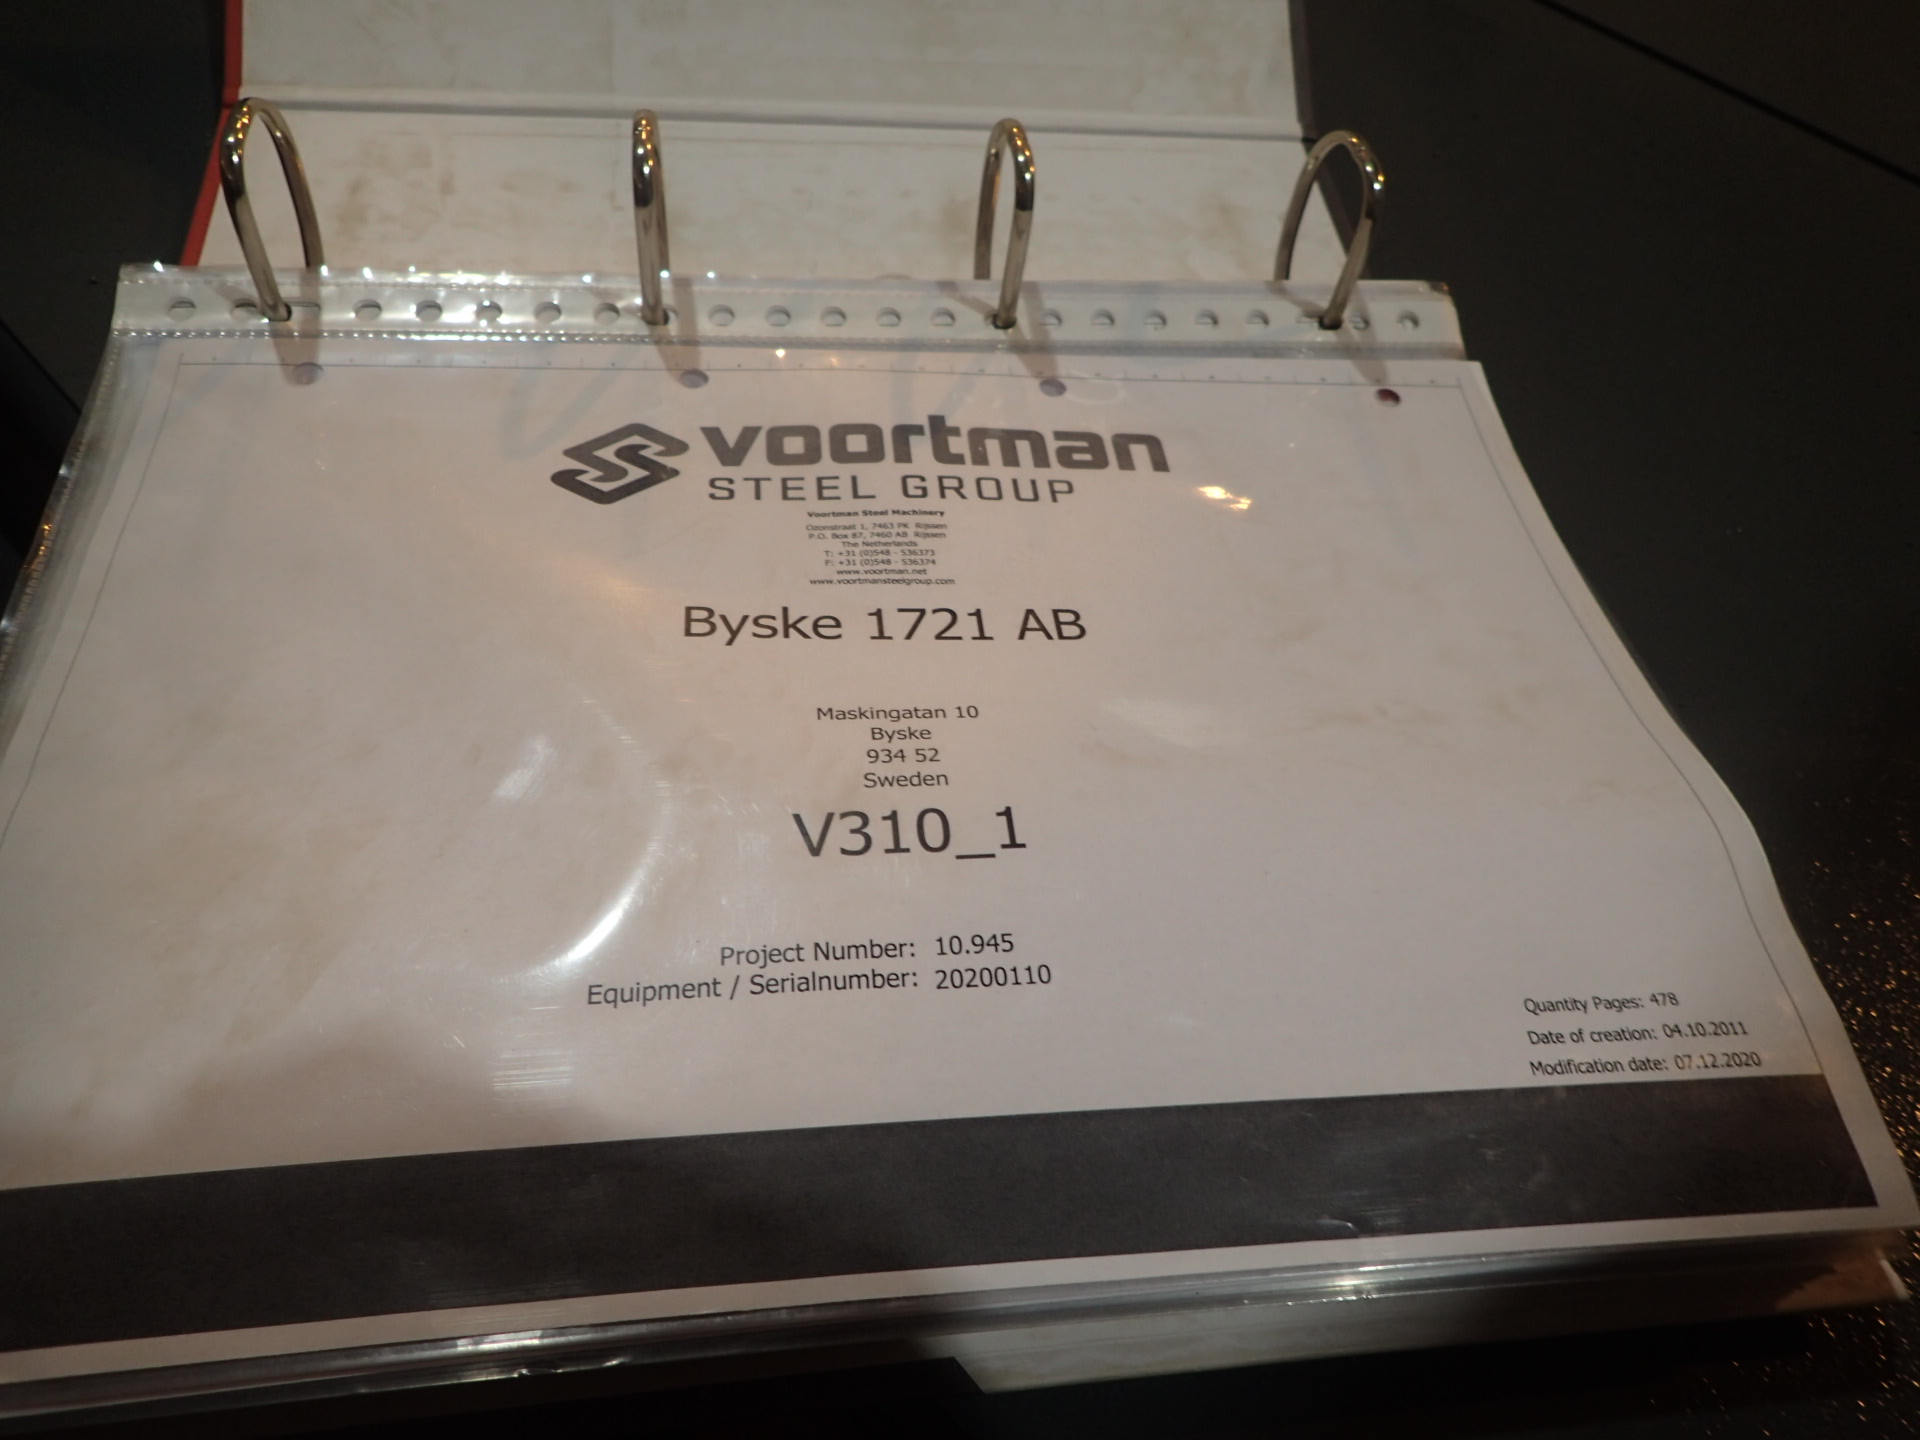 voortman
STEEL GROUP
Voortman Steel Machinery
Ozonstraat 1, 7463 PK Rijssen
P.O. Box 87, 7460 AB Rijssen
The Netherlands
T: +31 (0)548 - 536373
F: +31 (0)548 - 536374
www.voortman.net
www.voortmansteelgroup.com
Byske 1721 AB
Maskingatan 10
Byske
934 52
Sweden
V310_1
Project Number: 10.945
Equipment / Serialnumber: 20200110
Quantity Pages: 478
Date of creation: 04.10.2011
Modification date: 07.12.2020